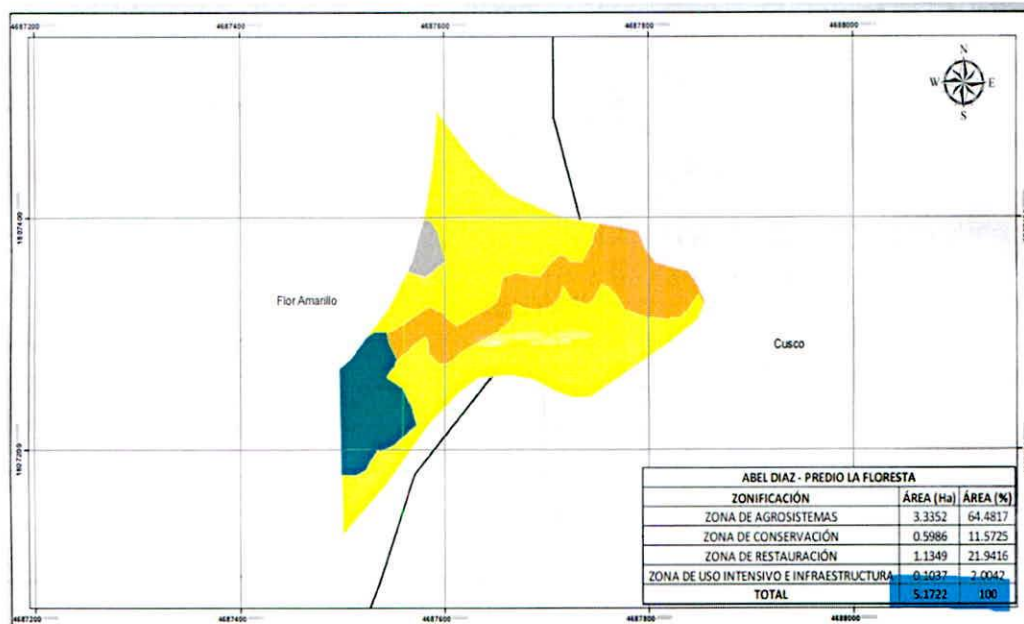 4687200 4687400 4687600 4687800 4688000
N
W E
S
1897400
Flor Amarillo
Cusco
ABEL DIAZ - PREDIO LA FLORESTA
ZONIFICACIÓN ÁREA (Ha) ÁREA (%)
ZONA DE AGROSISTEMAS 3.3352 64.4817
ZONA DE CONSERVACIÓN 0.5986 11.5725
ZONA DE RESTAURACIÓN 1.1349 21.9416
ZONA DE USO INTENSIVO E INFRAESTRUCTURA 0.1037 2.0042
TOTAL 5.1722 100
4687200 4687400 4687600 4687800 4688000